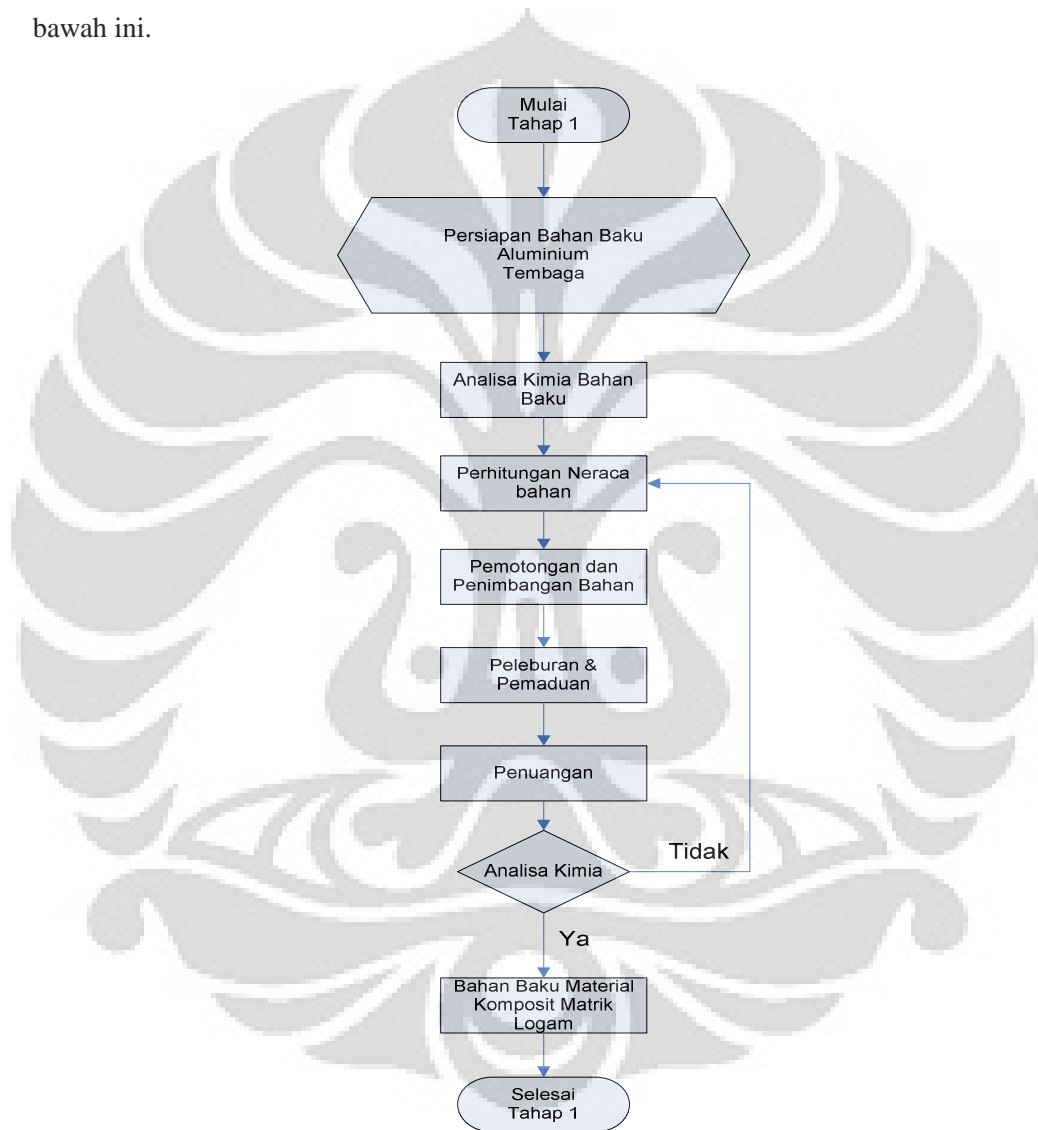 bawah ini.
Mulai
Tahap 1
Persiapan Bahan Baku
Aluminium
Tembaga
Analisa Kimia Bahan
Baku
Perhitungan Neraca
bahan
Pemotongan dan
Penimbangan Bahan
Peleburan &
Pemaduan
Penuangan
Analisa Kimia
Tidak
Ya
Bahan Baku Material
Komposit Matrik
Logam
Selesai
Tahap 1